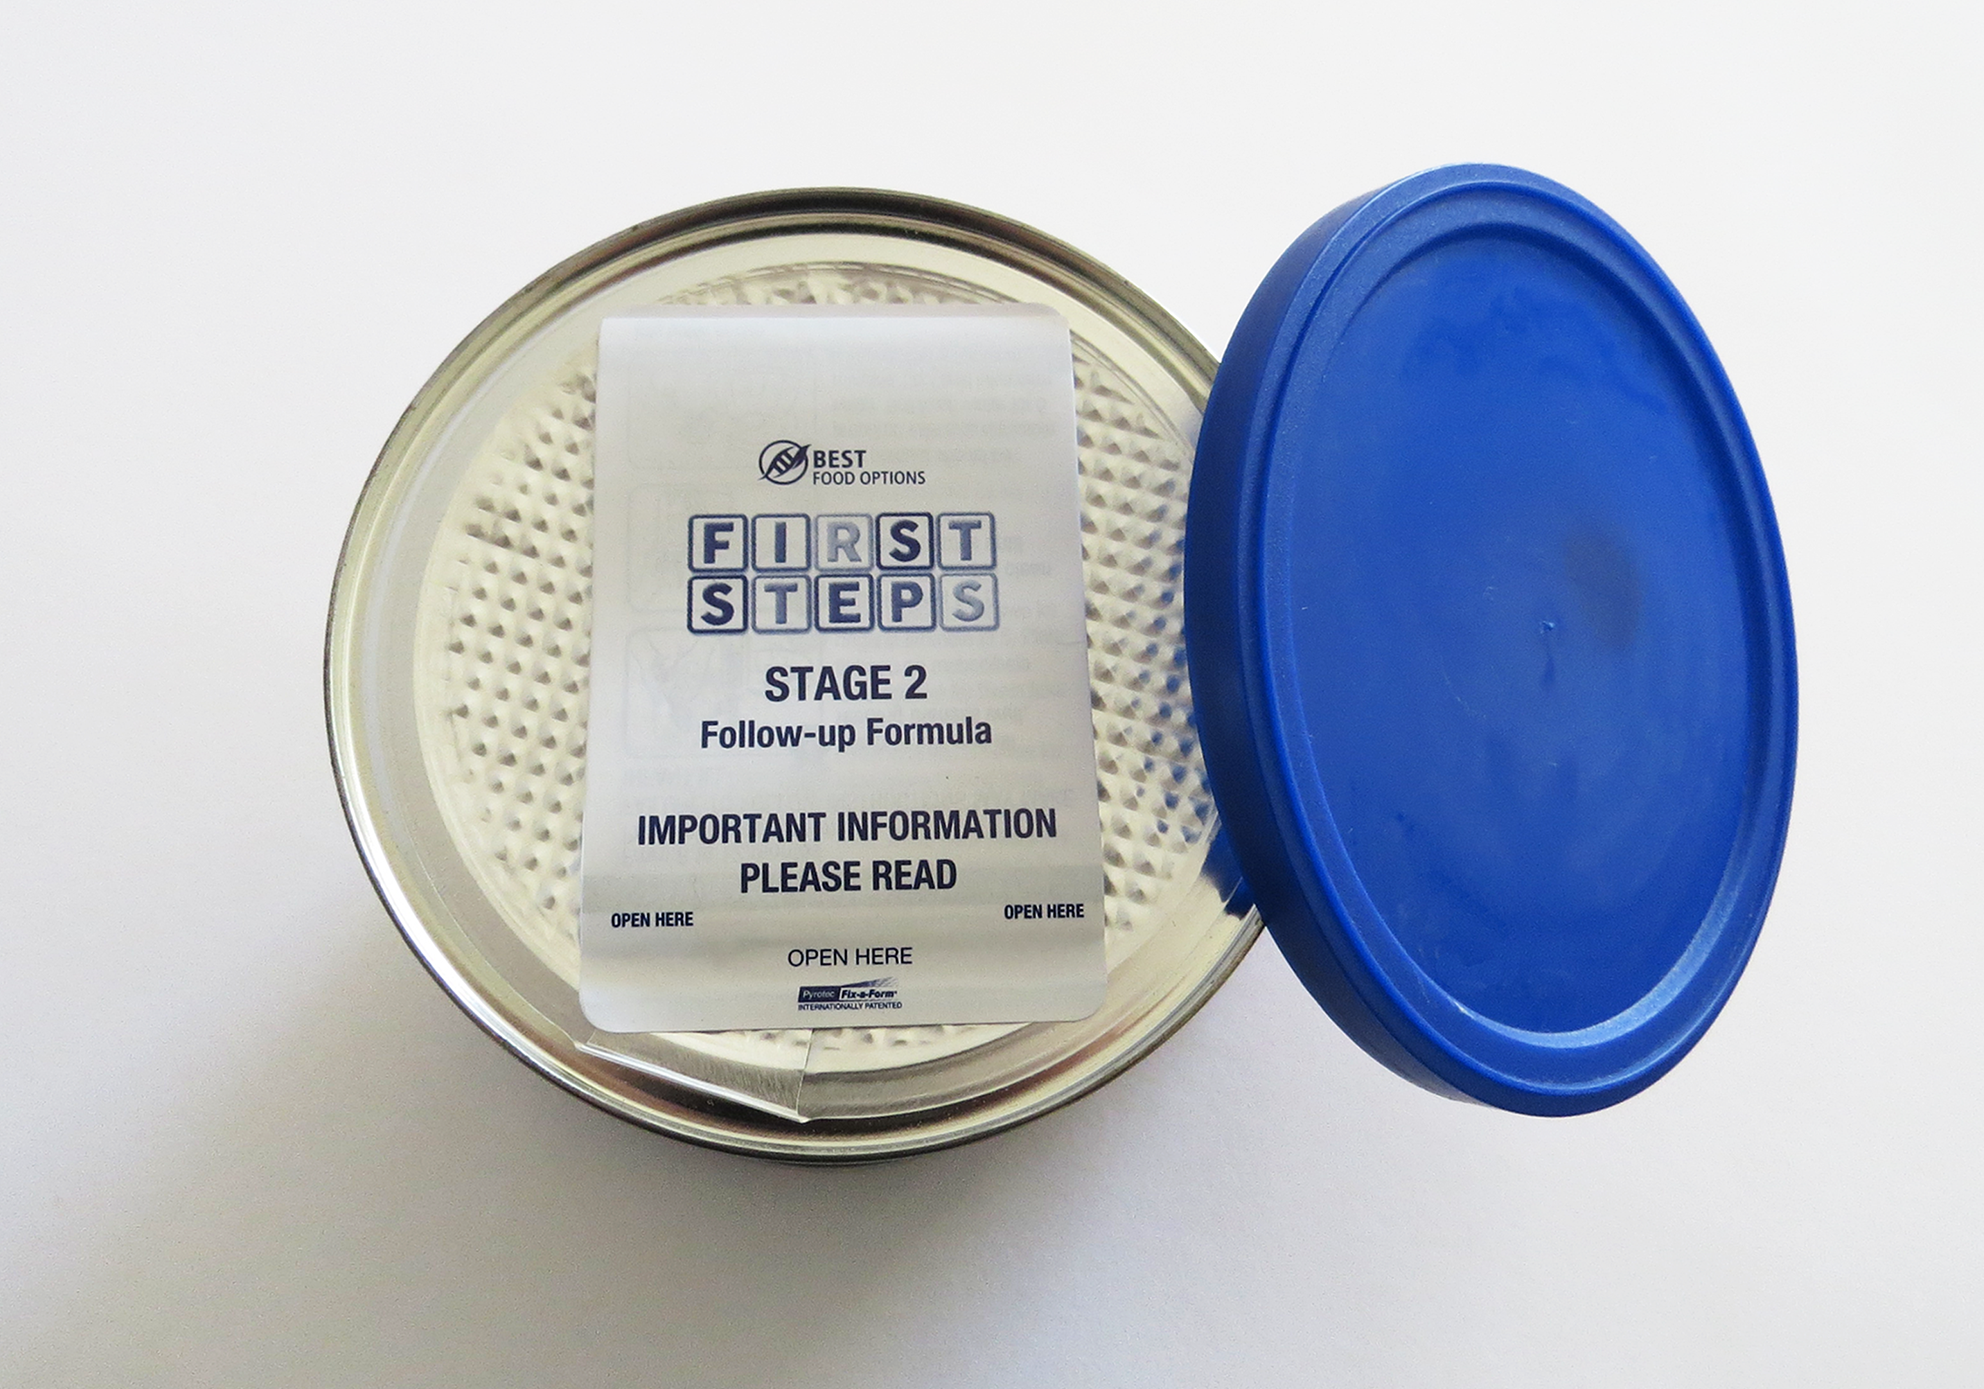 BEST
FOOD OPTIONS
FIRST
STEPS
STAGE 2
Follow-up Formula
IMPORTANT INFORMATION
PLEASE READ
OPEN HERE OPEN HERE
OPEN HERE
Pyrotec Fix-a-Form®
INTERNATIONALLY PATENTED